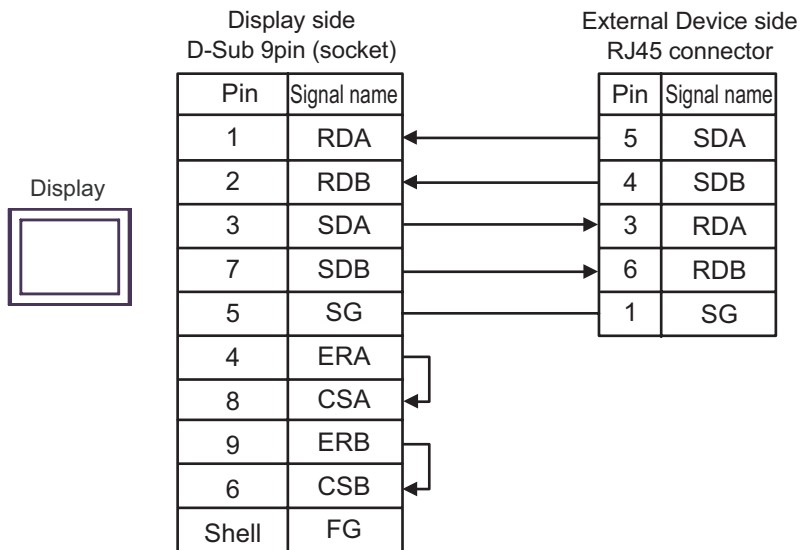 Display side
D-Sub 9pin (socket)
External Device side
RJ45 connector
Display
Pin Signal name
1 RDA
2 RDB
3 SDA
7 SDB
5 SG
4 ERA
8 CSA
9 ERB
6 CSB
Shell FG
Pin Signal name
5 SDA
4 SDB
3 RDA
6 RDB
1 SG